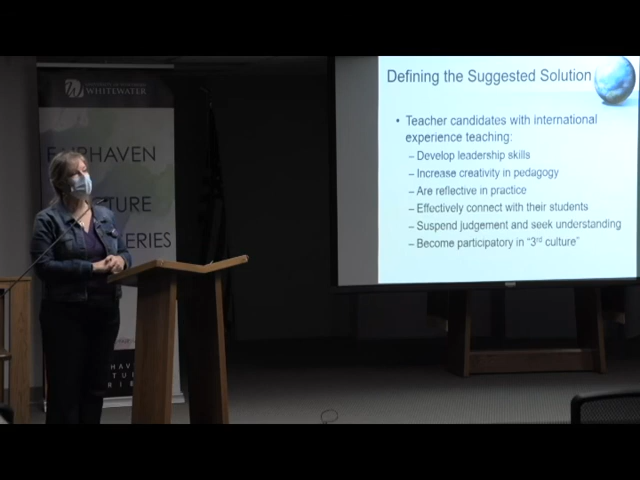 WHITEWATER
FAIRHAVEN
LECTURE
SERIES
Defining the Suggested Solution
• Teacher candidates with international
experience teaching:
– Develop leadership skills
– Increase creativity in pedagogy
– Are reflective in practice
– Effectively connect with their students
– Suspend judgement and seek understanding
– Become participatory in “3rd culture”